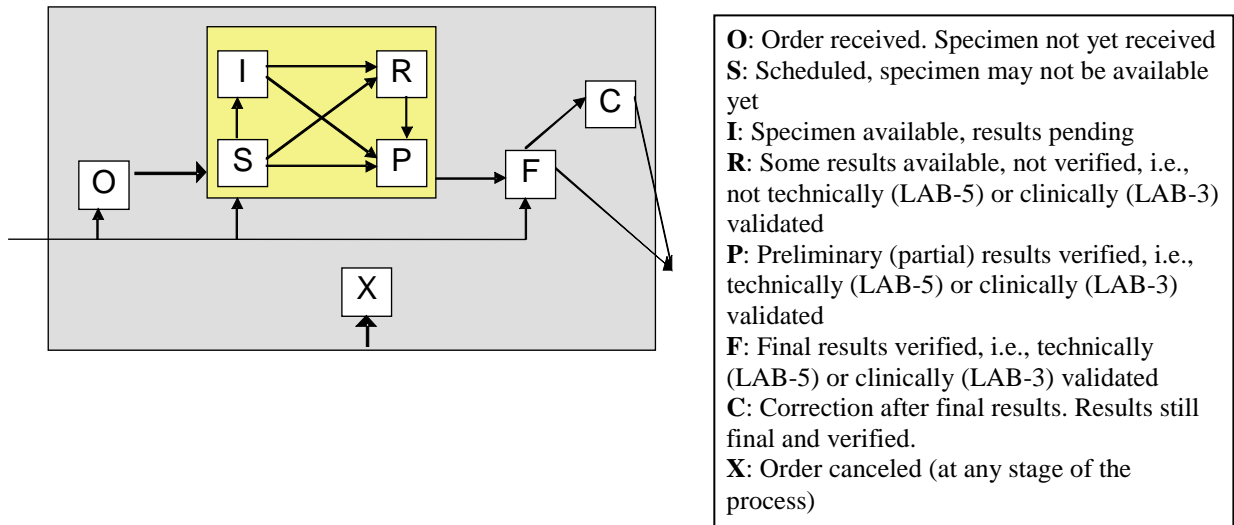 I
R
S
P
O
F
C
X
O: Order received. Specimen not yet received
S: Scheduled, specimen may not be available
yet
I: Specimen available, results pending
R: Some results available, not verified, i.e.,
not technically (LAB-5) or clinically (LAB-3)
validated
P: Preliminary (partial) results verified, i.e.,
technically (LAB-5) or clinically (LAB-3)
validated
F: Final results verified, i.e., technically
(LAB-5) or clinically (LAB-3) validated
C: Correction after final results. Results still
final and verified.
X: Order canceled (at any stage of the
process)